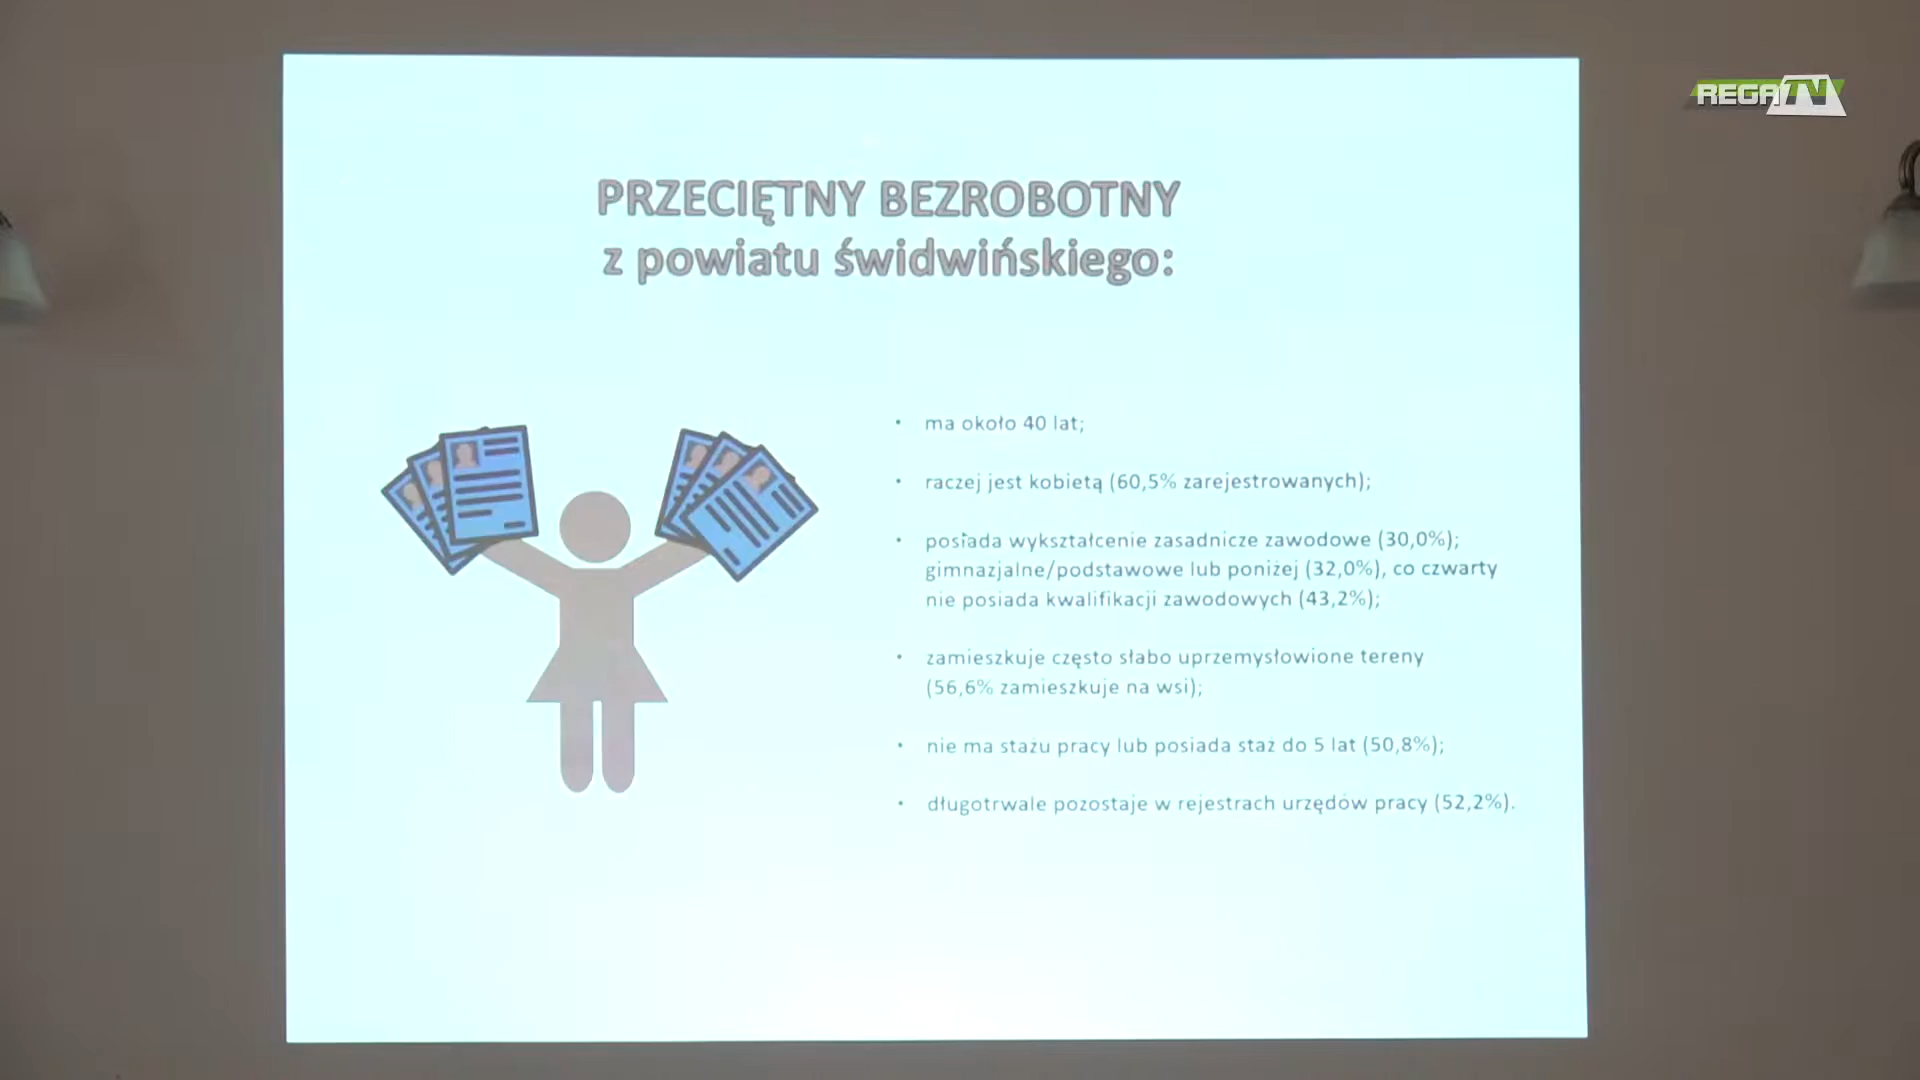 REGA TV
PRZECIĘTNY BEZROBOTNY
z powiatu świdwińskiego:
• ma około 40 lat;
• raczej jest kobietą (60,5% zarejestrowanych);
• posiada wykształcenie zasadnicze zawodowe (30,0%);
gimnazjalne/podstawowe lub poniżej (32,0%), co czwarty
nie posiada kwalifikacji zawodowych (43,2%);
• zamieszkuje często słabo uprzemysłowione tereny
(56,6% zamieszkuje na wsi);
• nie ma stażu pracy lub posiada staż do 5 lat (50,8%);
• długotrwale pozostaje w rejestrach urzędów pracy (52,2%).